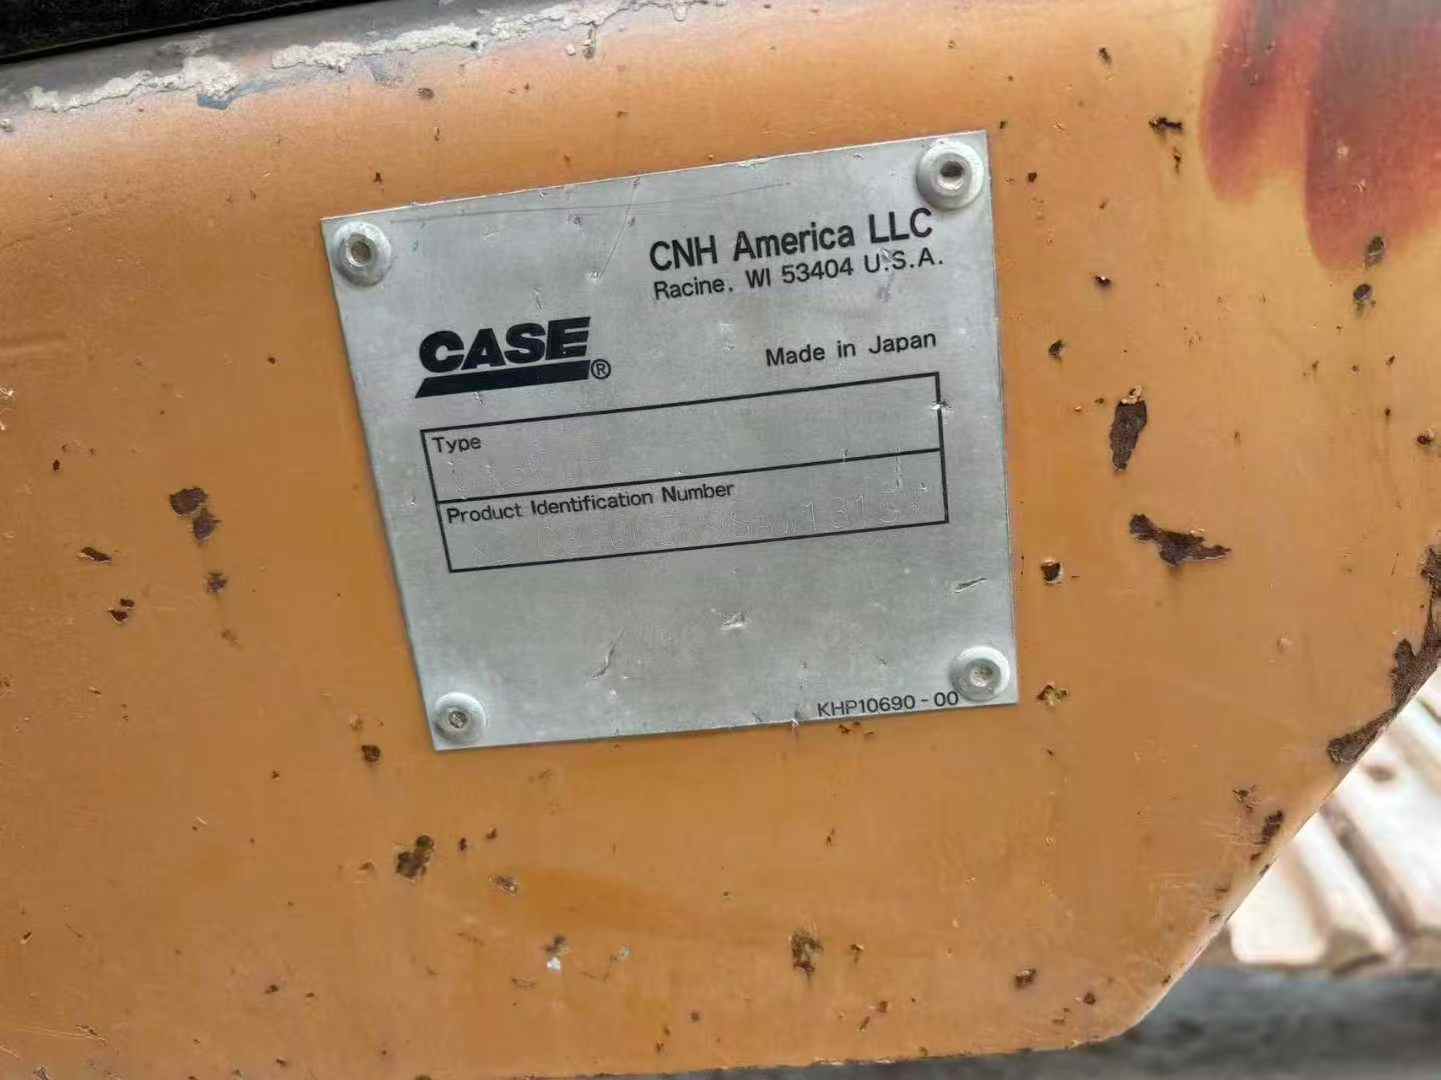 CNH America LLC
Racine, WI 53404 U.S.A.
CASE®
Made in Japan
Type
Product Identification Number
KHP10690-00